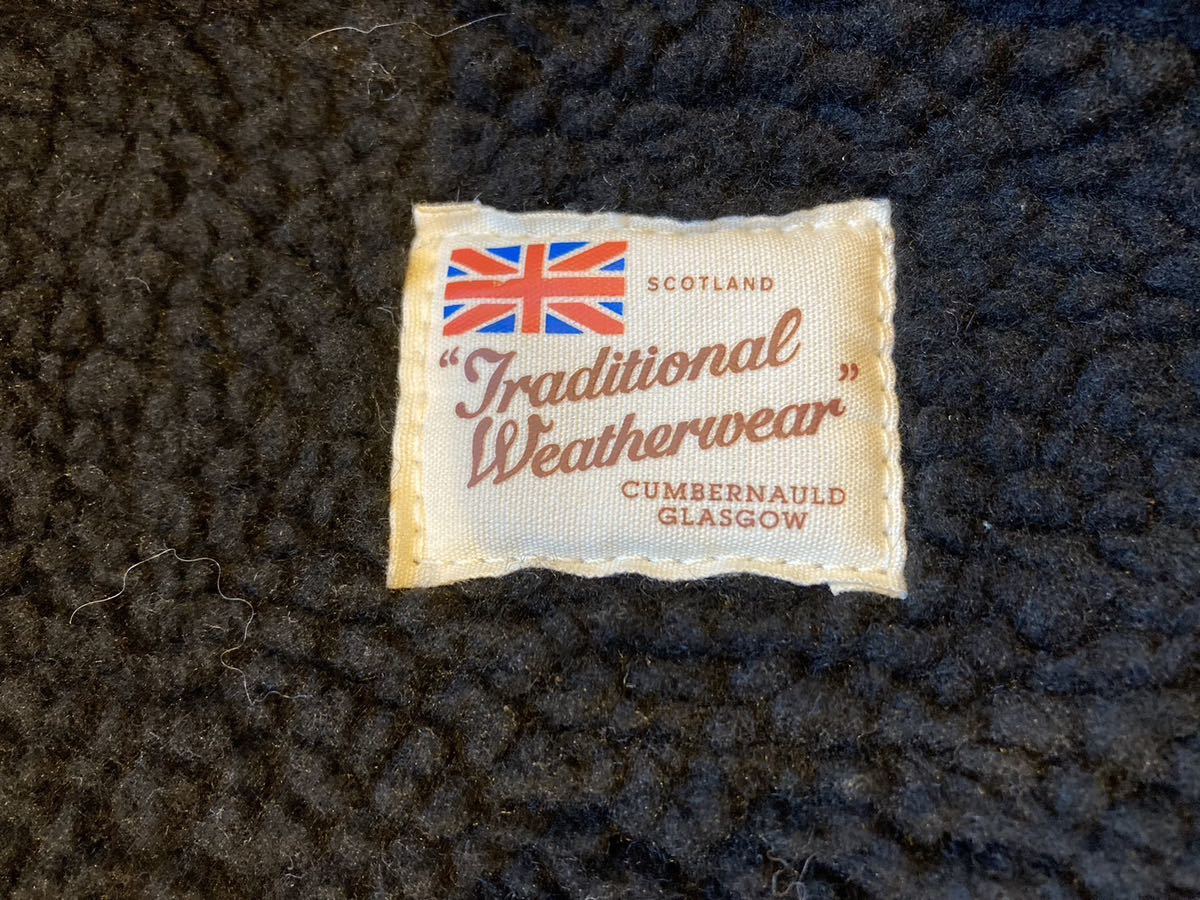 SCOTLAND
"Traditional
Weatherwear"
CUMBERNAULD
GLASGOW